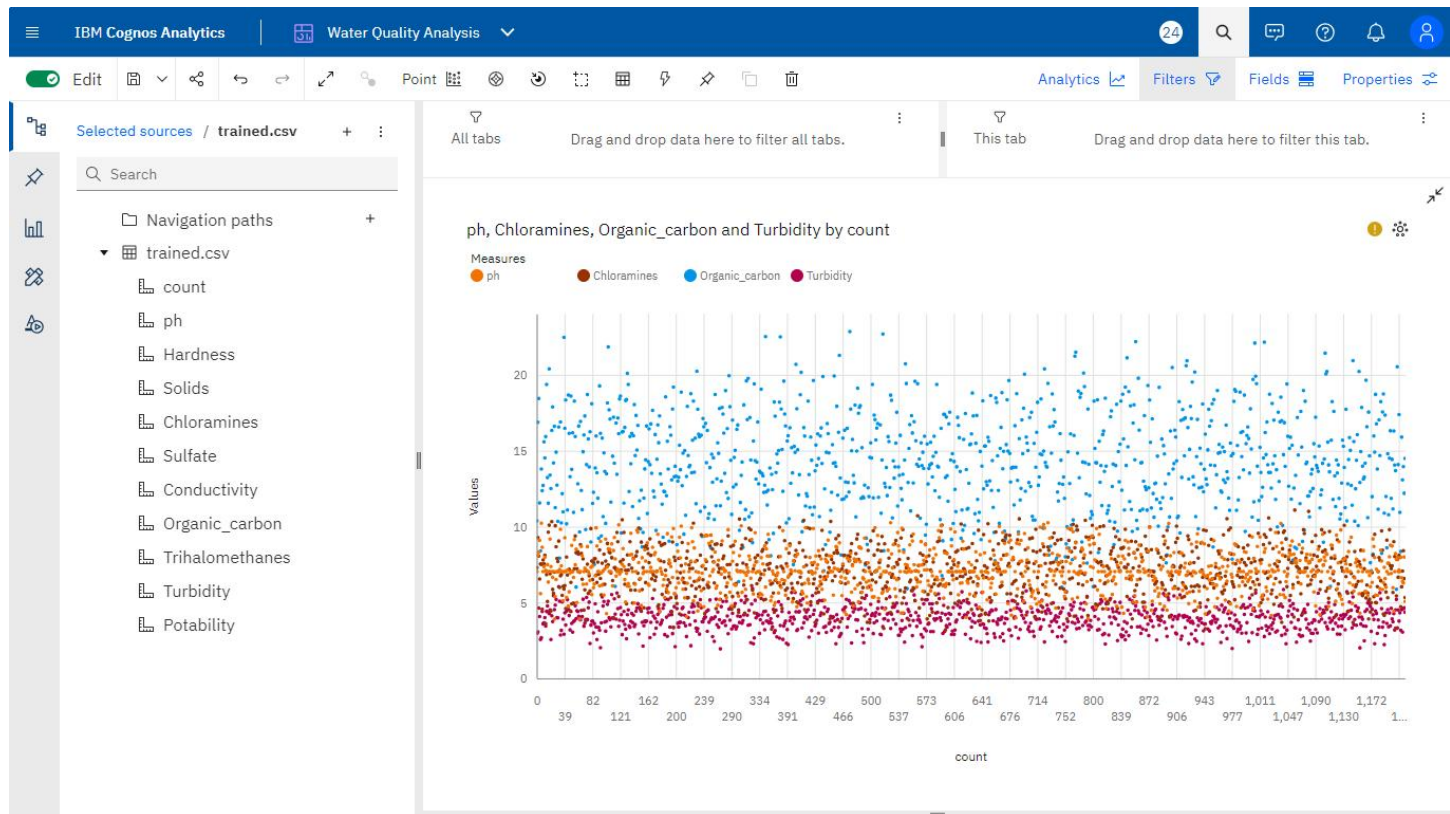 IBM Cognos Analytics
Water Quality Analysis
24
Edit
Point
Analytics
Filters
Fields
Properties
Selected sources / trained.csv
Search
Navigation paths
trained.csv
count
ph
Hardness
Solids
Chloramines
Sulfate
Conductivity
Organic_carbon
Trihalomethanes
Turbidity
Potability
All tabs
Drag and drop data here to filter all tabs.
This tab
Drag and drop data here to filter this tab.
ph, Chloramines, Organic_carbon and Turbidity by count
Measures
ph Chloramines Organic_carbon Turbidity
Values
20
15
10
5
0
0 82 162 239 334 429 500 573 641 714 800 872 943 1,011 1,090 1,172
39 121 200 290 391 466 537 606 676 752 839 906 977 1,047 1,130 1...
count